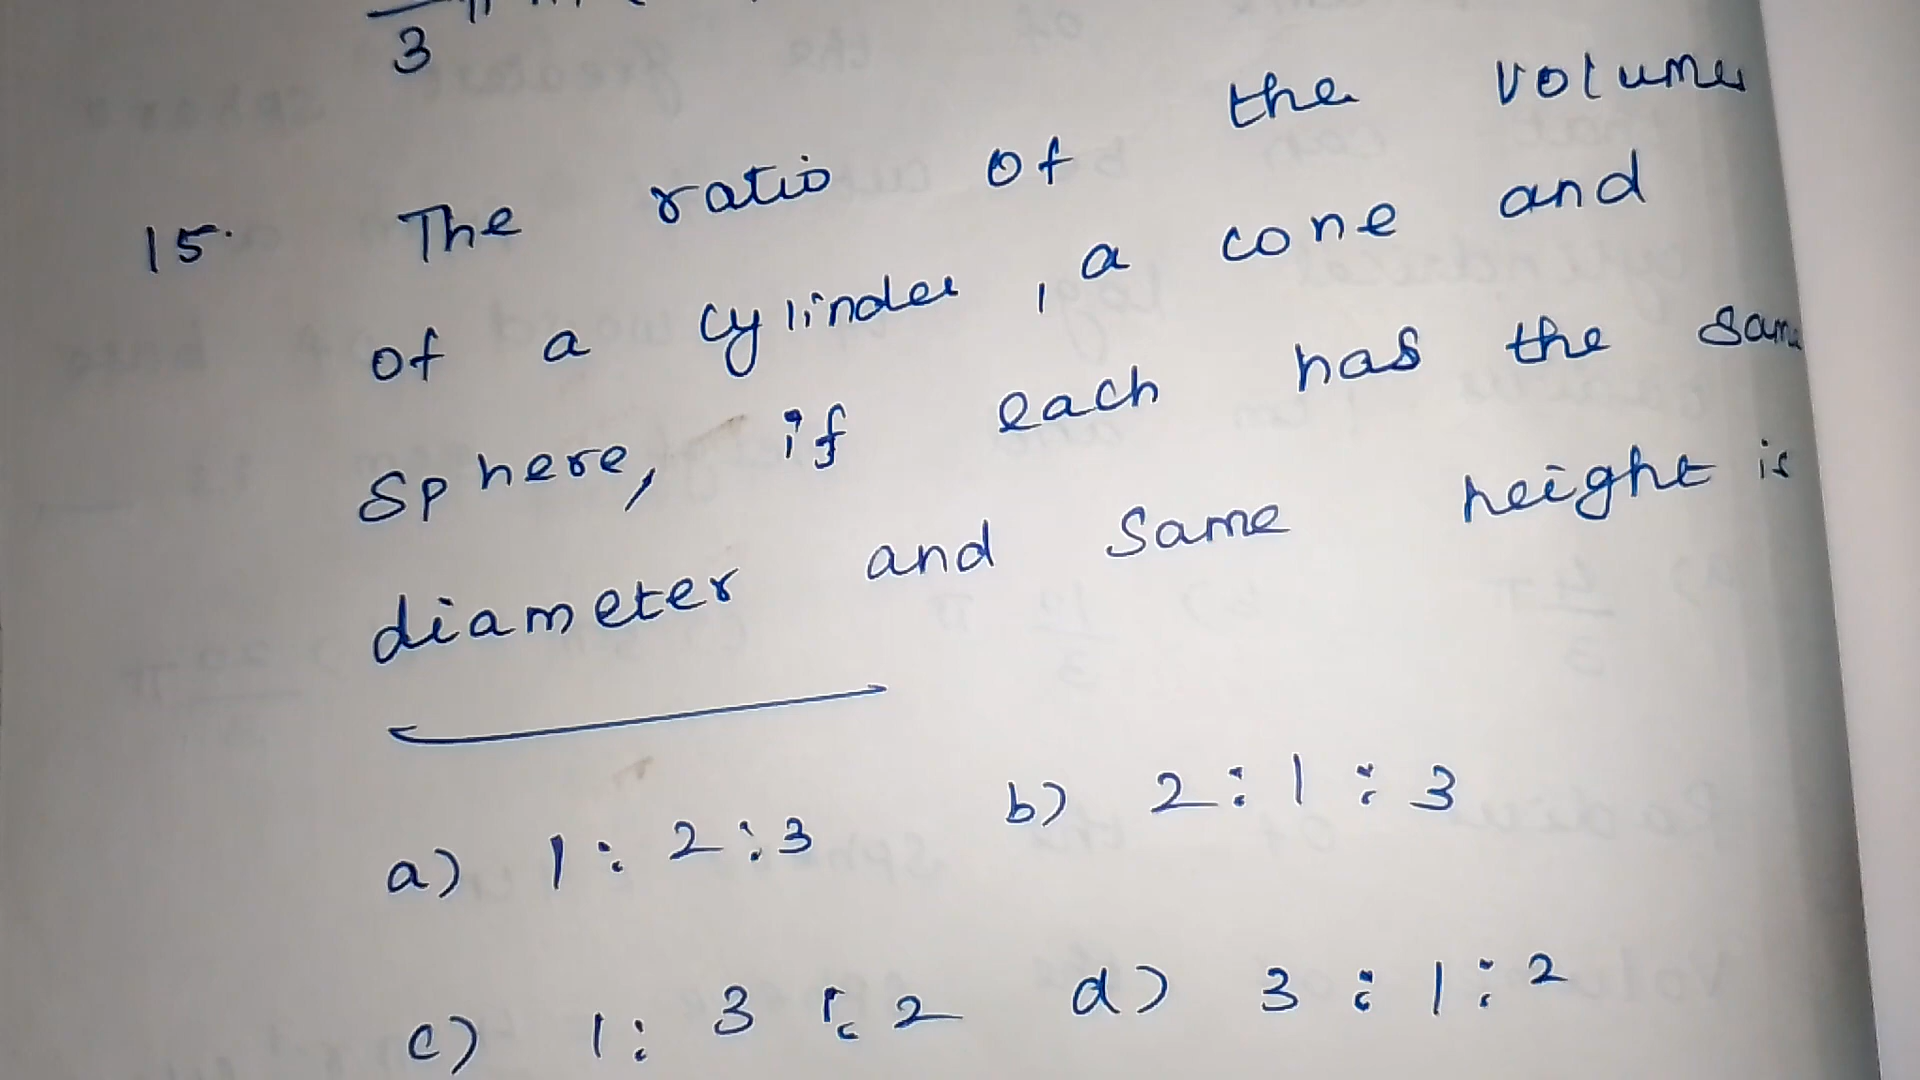 3
15. The ratio of the volumes
of a cylinder, a cone and
sphere, if each has the same
diameter and same height is
a) 1 : 2 : 3 b) 2 : 1 : 3
c) 1 : 3 : 2 d) 3 : 1 : 2